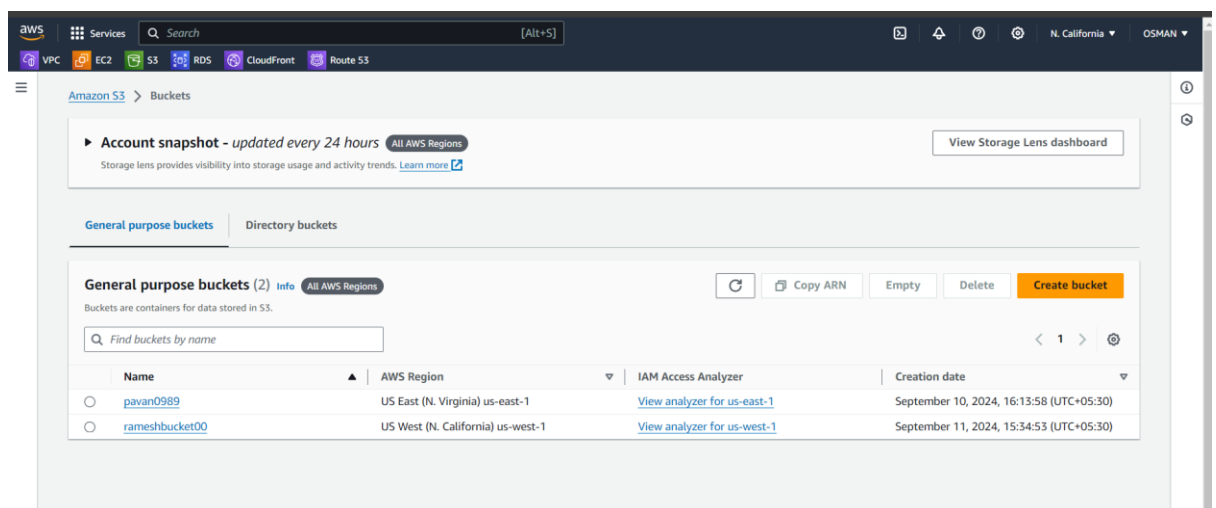 aws Services Search [Alt+S] N. California ▼ OSMAN ▼
VPC EC2 S3 RDS CloudFront Route 53
Amazon S3 > Buckets
Account snapshot - updated every 24 hours All AWS Regions View Storage Lens dashboard
Storage lens provides visibility into storage usage and activity trends. Learn more
General purpose buckets Directory buckets
General purpose buckets (2) Info All AWS Regions Copy ARN Empty Delete Create bucket
Buckets are containers for data stored in S3.
Find buckets by name < 1 >
Name AWS Region IAM Access Analyzer Creation date
pavan0989 US East (N. Virginia) us-east-1 View analyzer for us-east-1 September 10, 2024, 16:13:58 (UTC+05:30)
rameshbucket00 US West (N. California) us-west-1 View analyzer for us-west-1 September 11, 2024, 15:34:53 (UTC+05:30)